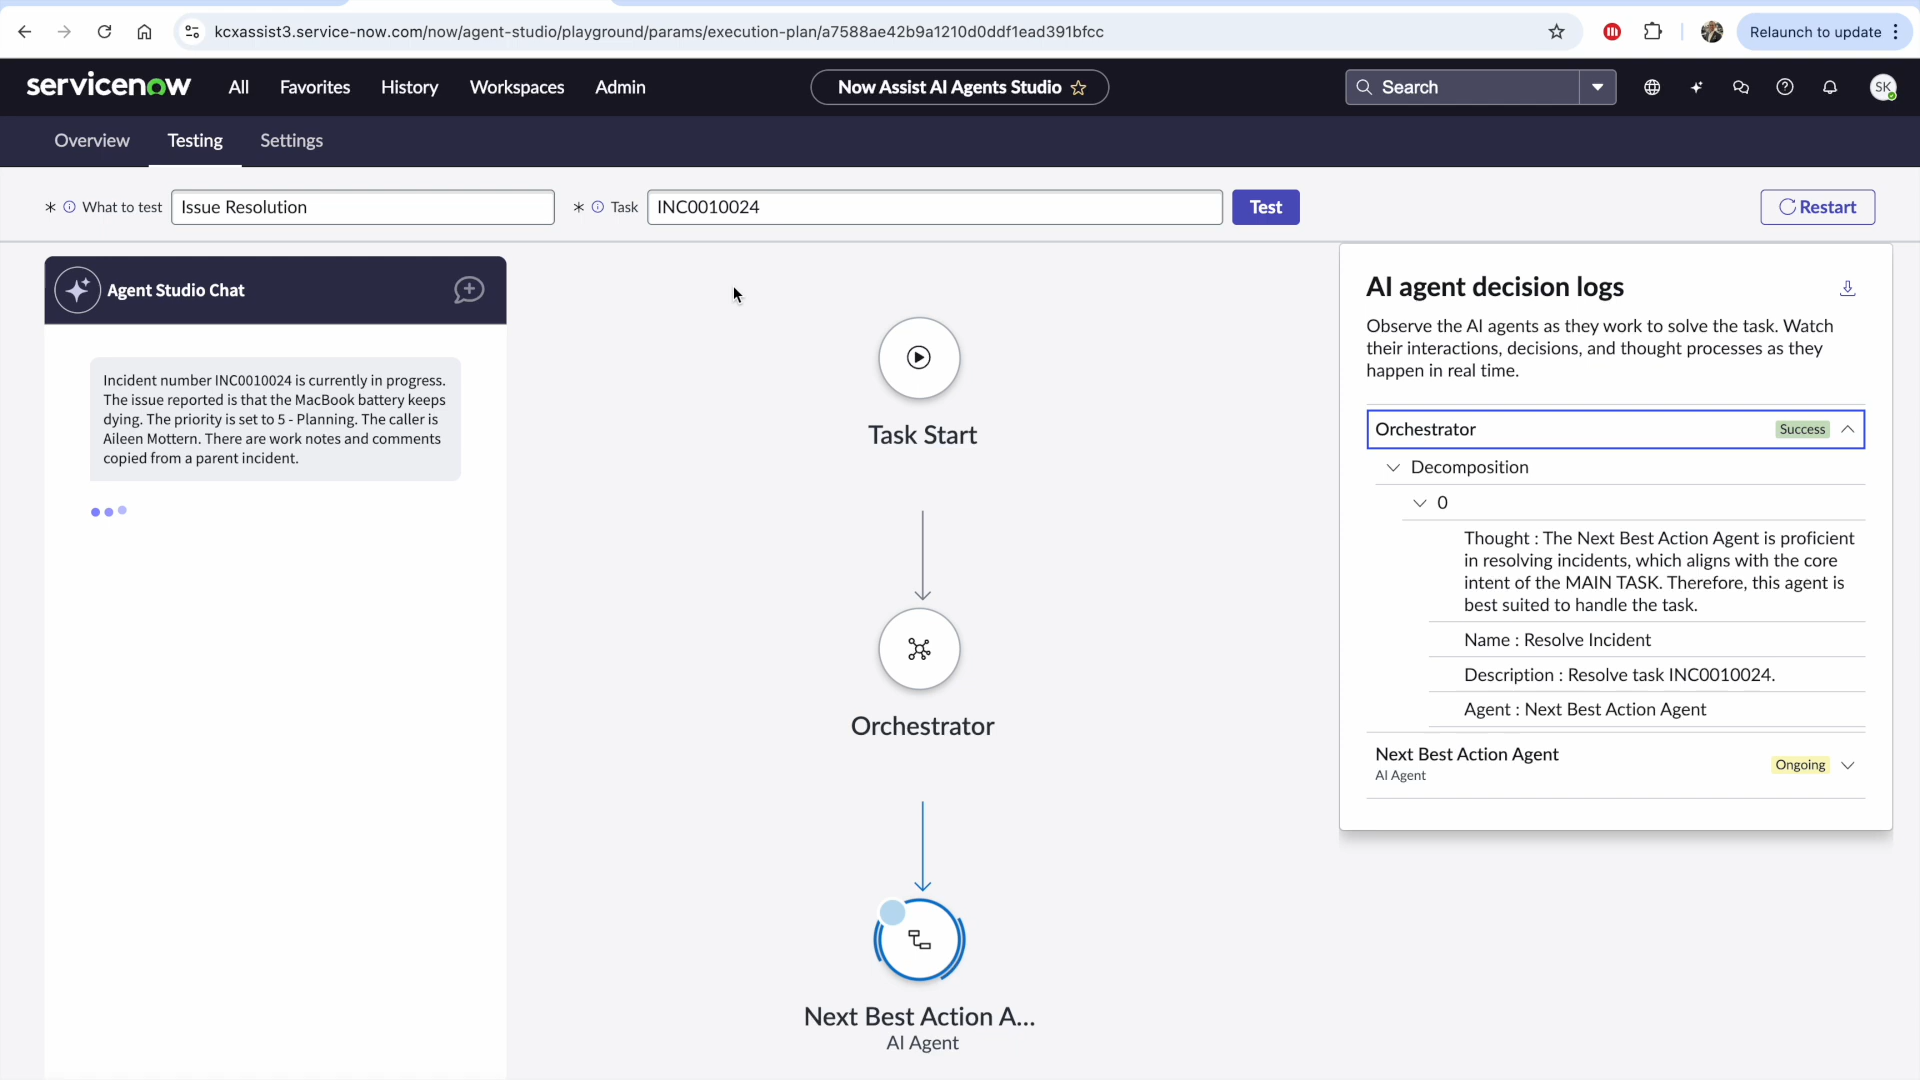 kcxassist3.service-now.com/now/agent-studio/playground/params/execution-plan/a7588ae42b9a1210d0ddf1ead391bfcc
Relaunch to update
servicenow
All
Favorites
History
Workspaces
Admin
Now Assist AI Agents Studio
Search
SK
Overview
Testing
Settings
* What to test
Issue Resolution
* Task
INC0010024
Test
Restart
Agent Studio Chat
Incident number INC0010024 is currently in progress.
The issue reported is that the MacBook battery keeps
dying. The priority is set to 5 - Planning. The caller is
Aileen Mottern. There are work notes and comments
copied from a parent incident.
Task Start
Orchestrator
Next Best Action A...
AI Agent
AI agent decision logs
Observe the AI agents as they work to solve the task. Watch
their interactions, decisions, and thought processes as they
happen in real time.
Orchestrator
Success
Decomposition
0
Thought : The Next Best Action Agent is proficient
in resolving incidents, which aligns with the core
intent of the MAIN TASK. Therefore, this agent is
best suited to handle the task.
Name : Resolve Incident
Description : Resolve task INC0010024.
Agent : Next Best Action Agent
Next Best Action Agent
AI Agent
Ongoing